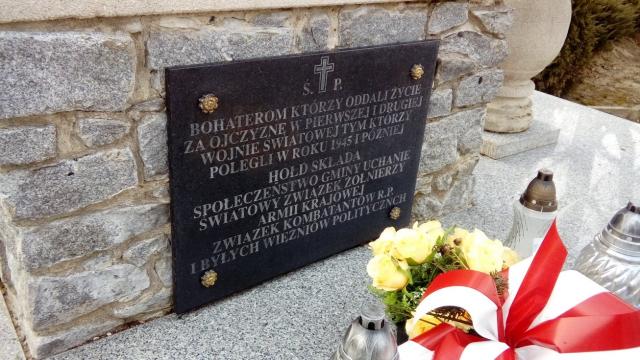 Ś. P.
BOHATEROM KTÓRZY ODDALI ŻYCIE
ZA OJCZYZNĘ W PIERWSZEJ I DRUGIEJ
WOJNIE ŚWIATOWEJ TYM KTÓRZY
POLEGLI W ROKU 1945 I PÓŹNIEJ
HOŁD SKŁADA
SPOŁECZEŃSTWO GMINY UCHANIE
ŚWIATOWY ZWIĄZEK ŻOŁNIERZY
ARMII KRAJOWEJ
ZWIĄZEK KOMBATANTÓW R.P.
I BYŁYCH WIĘŹNIÓW POLITYCZNCH